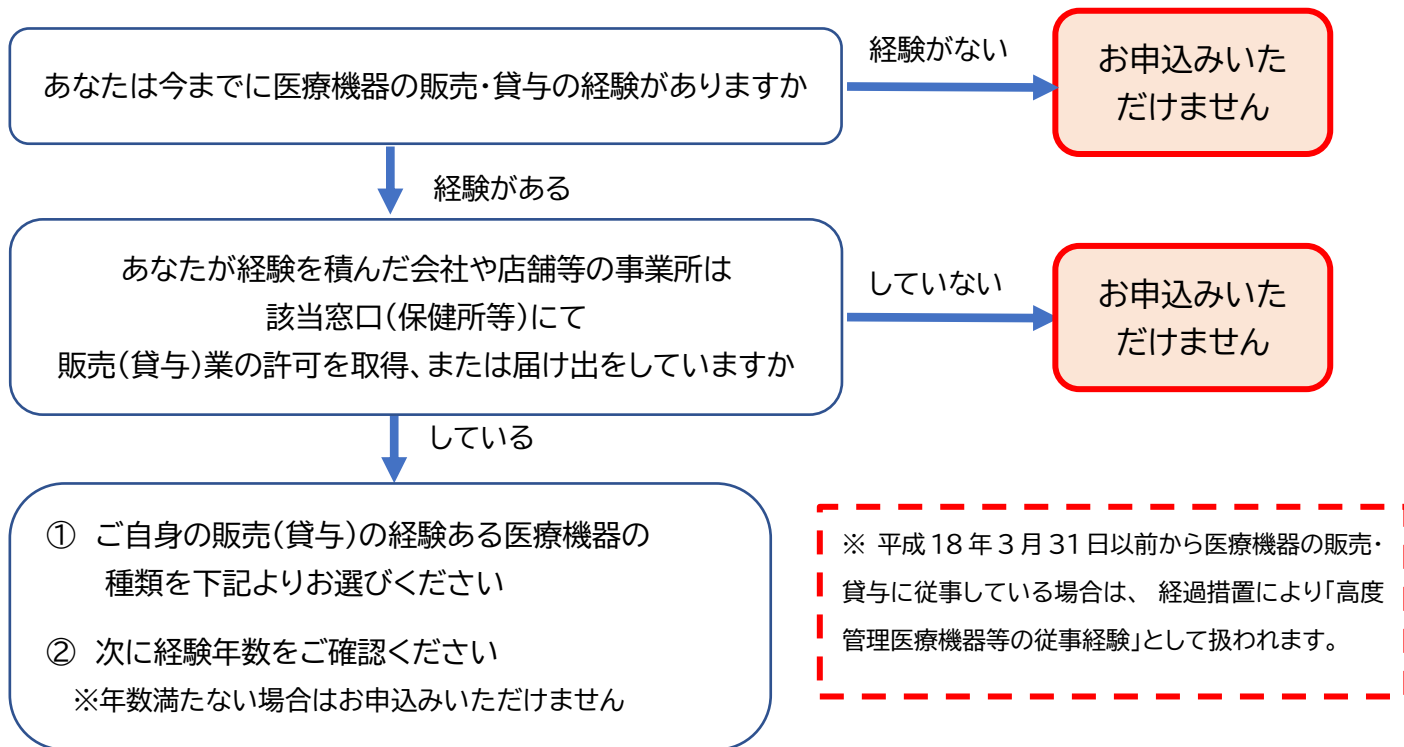 あなたは今までに医療機器の販売・貸与の経験がありますか
経験がない
お申込みいた
だけません
経験がある
あなたが経験を積んだ会社や店舗等の事業所は
該当窓口(保健所等)にて
販売(貸与)業の許可を取得、または届け出をしていますか
していない
お申込みいた
だけません
している
① ご自身の販売(貸与)の経験ある医療機器の
種類を下記よりお選びください
② 次に経験年数をご確認ください
※年数満たない場合はお申込みいただけません
※ 平成18年3月31日以前から医療機器の販売・
貸与に従事している場合は、 経過措置により「高度
管理医療機器等の従事経験」として扱われます。